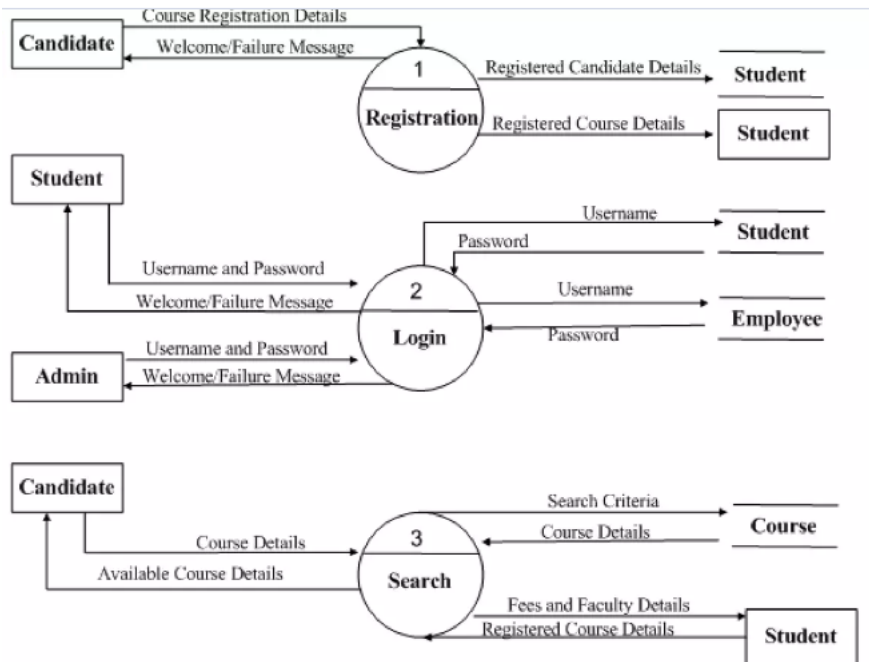 Course Registration Details
Candidate
Welcome/Failure Message
1
Registration
Registered Candidate Details
Student
Registered Course Details
Student
Student
Username
Student
Password
Username and Password
2
Username
Welcome/Failure Message
Login
Employee
Password
Username and Password
Admin
Welcome/Failure Message
Candidate
Search Criteria
Course
3
Course Details
Course Details
Available Course Details
Search
Fees and Faculty Details
Registered Course Details
Student